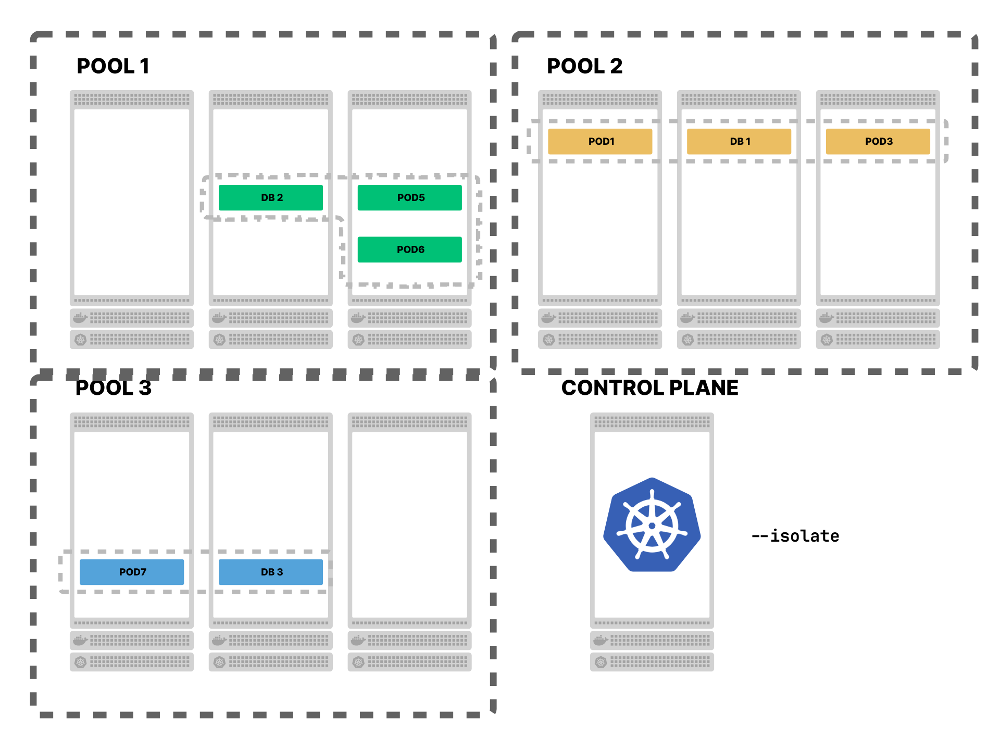 POOL 1
DB 2
POD5
POD6
POOL 2
POD1
DB 1
POD3
POOL 3
POD7
DB 3
CONTROL PLANE
--isolate